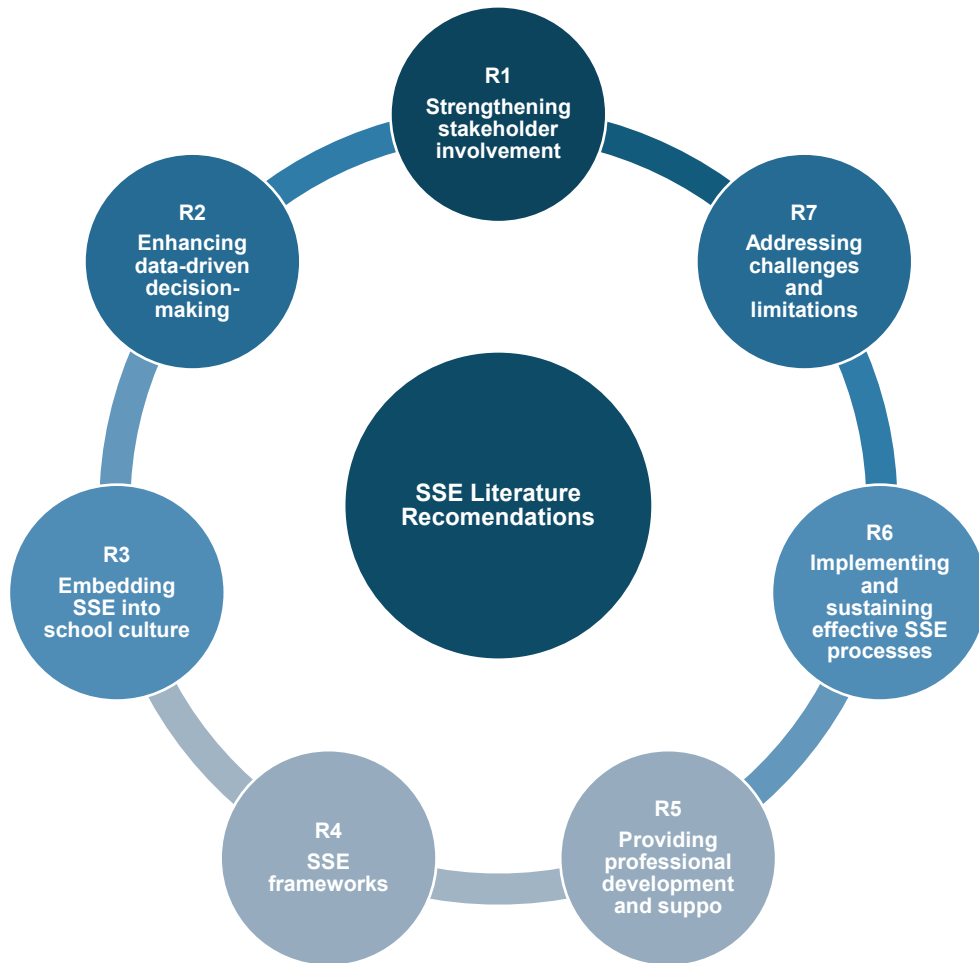 R1
Strengthening
stakeholder
involvement
R2
Enhancing
data-driven
decision-
making
R7
Addressing
challenges
and
limitations
SSE Literature
Recomendations
R3
Embedding
SSE into
school culture
R6
Implementing
and
sustaining
effective SSE
processes
R4
SSE
frameworks
R5
Providing
professional
development
and suppo